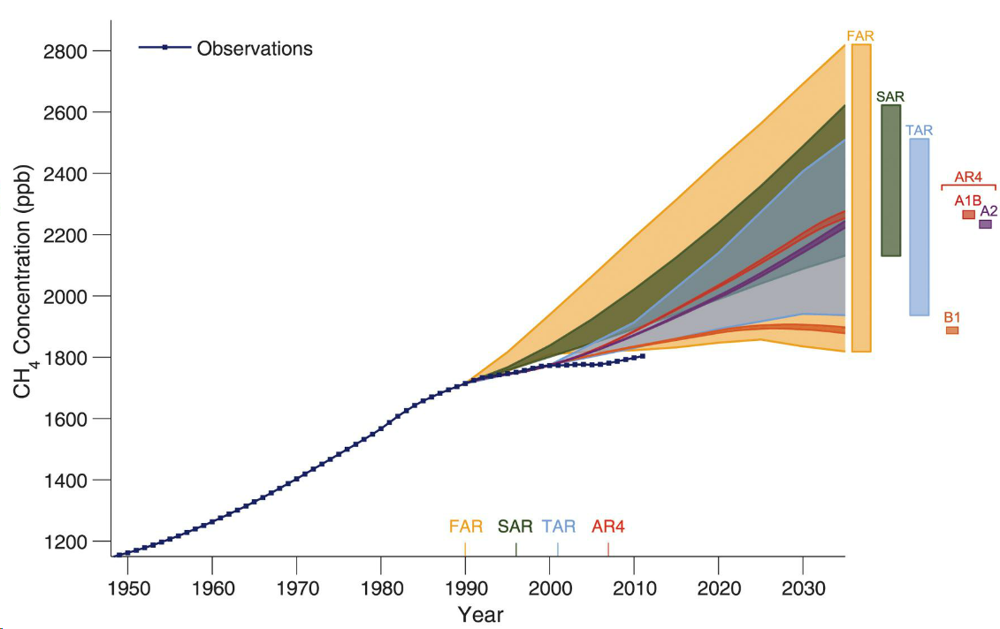 Observations
FAR
SAR
TAR
AR4
A1B
A2
B1
2800
2600
2400
2200
2000
1800
1600
1400
1200
CH4 Concentration (ppb)
FAR SAR TAR AR4
1950 1960 1970 1980 1990 2000 2010 2020 2030
Year